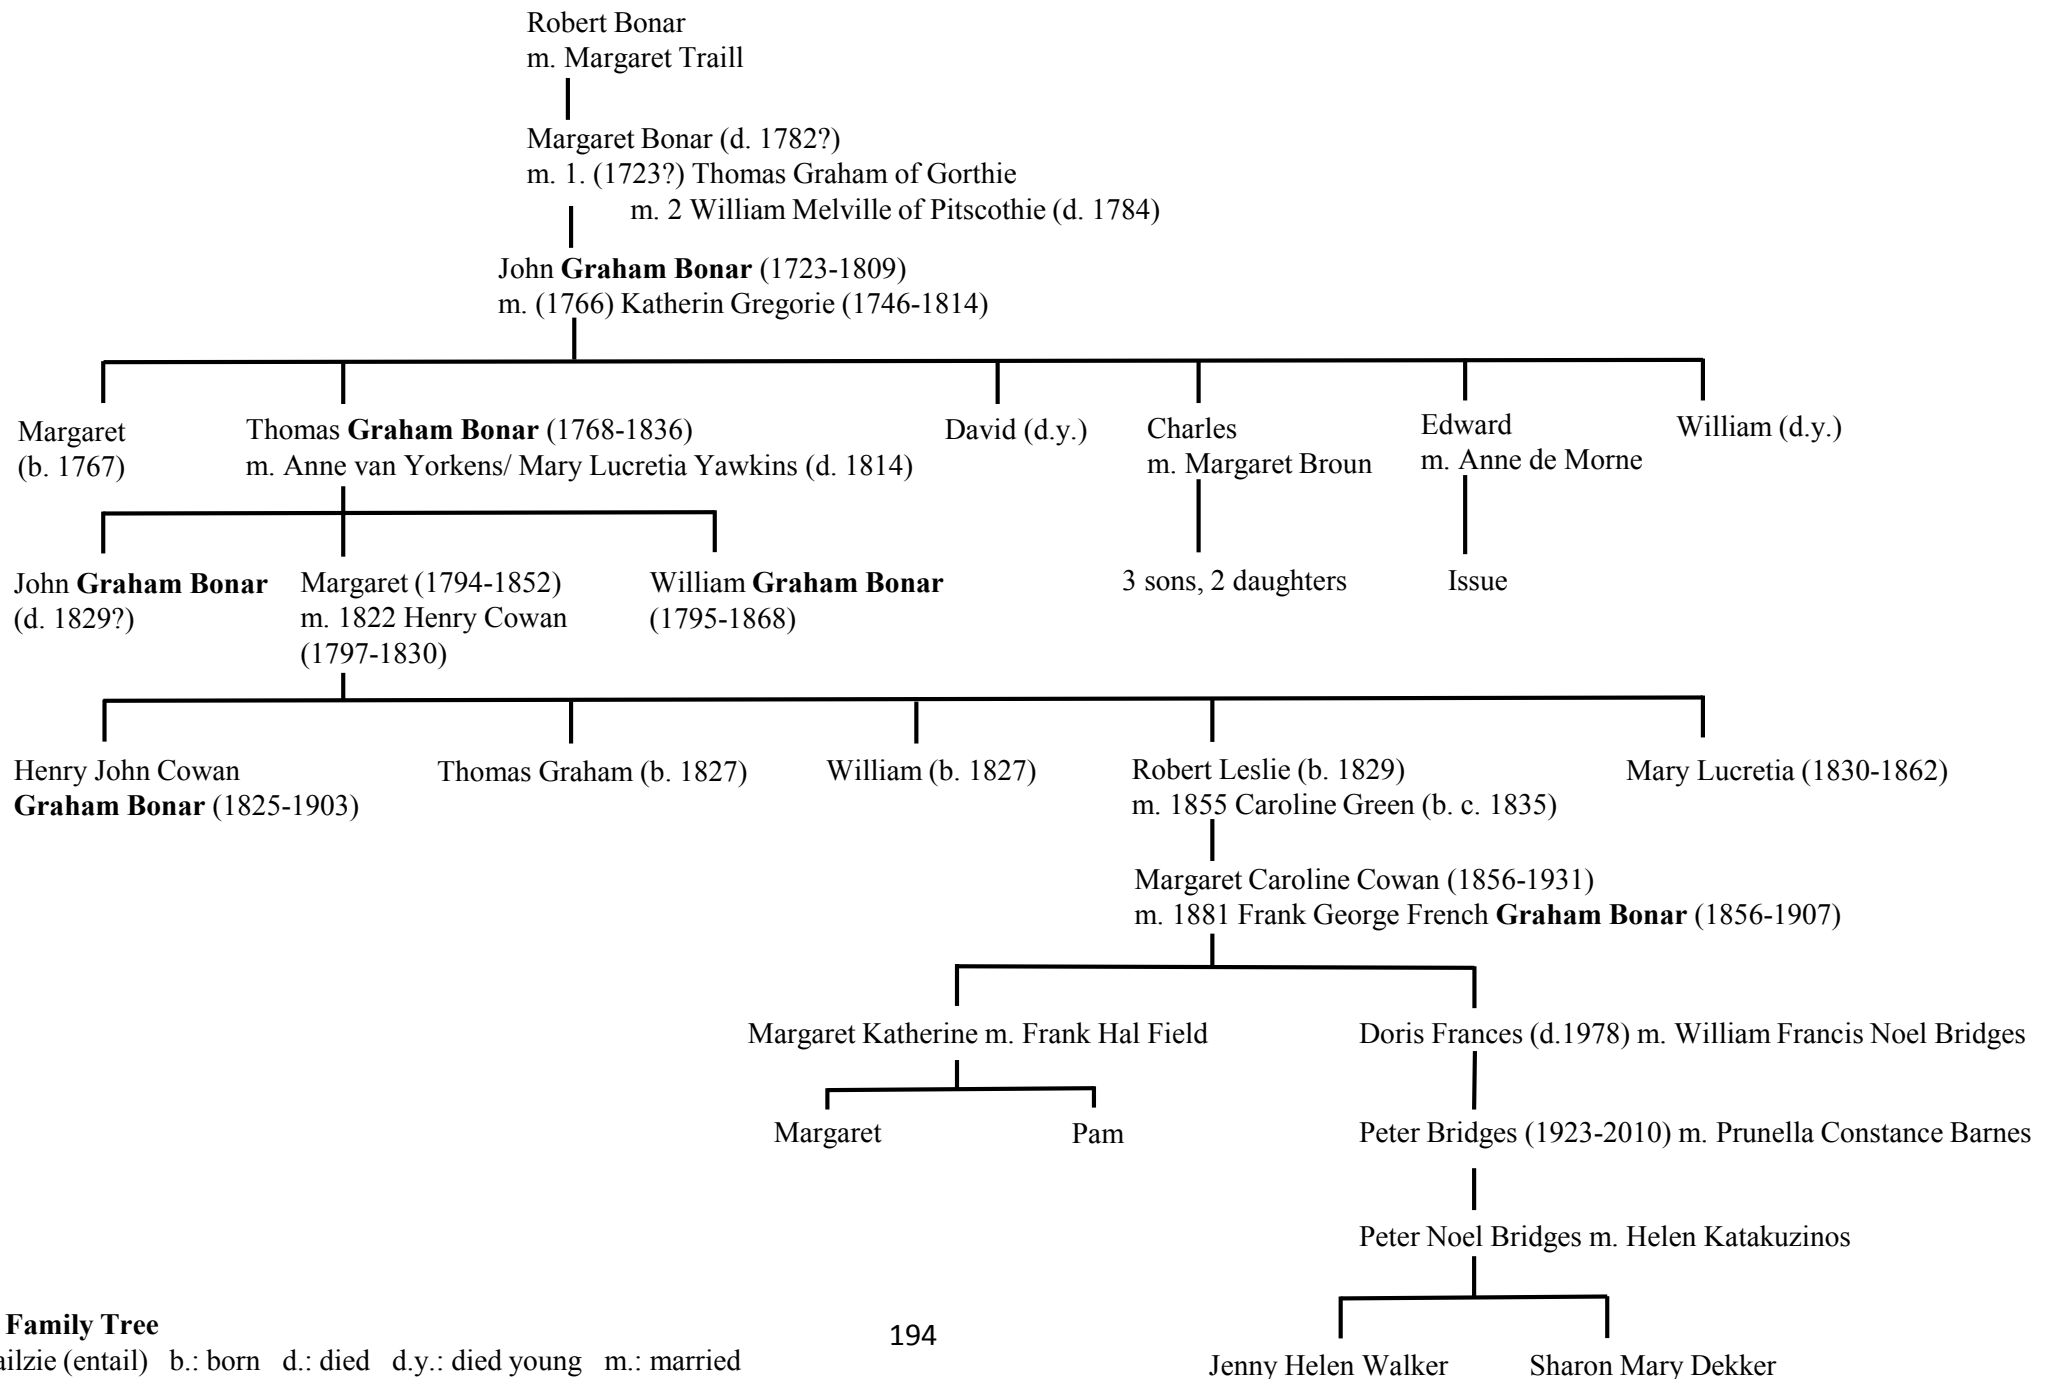 Robert Bonar
m. Margaret Traill
Margaret Bonar (d. 1782?)
m. 1. (1723?) Thomas Graham of Gorthie
m. 2 William Melville of Pitscothie (d. 1784)
John Graham Bonar (1723-1809)
m. (1766) Katherin Gregorie (1746-1814)
Margaret
(b. 1767)
Thomas Graham Bonar (1768-1836)
m. Anne van Yorkens/ Mary Lucretia Yawkins (d. 1814)
David (d.y.)
Charles
m. Margaret Broun
Edward
m. Anne de Morne
William (d.y.)
John Graham Bonar
(d. 1829?)
Margaret (1794-1852)
m. 1822 Henry Cowan
(1797-1830)
William Graham Bonar
(1795-1868)
3 sons, 2 daughters
Issue
Henry John Cowan
Graham Bonar (1825-1903)
Thomas Graham (b. 1827)
William (b. 1827)
Robert Leslie (b. 1829)
m. 1855 Caroline Green (b. c. 1835)
Mary Lucretia (1830-1862)
Margaret Caroline Cowan (1856-1931)
m. 1881 Frank George French Graham Bonar (1856-1907)
Margaret Katherine m. Frank Hal Field
Doris Frances (d.1978) m. William Francis Noel Bridges
Margaret
Pam
Peter Bridges (1923-2010) m. Prunella Constance Barnes
Peter Noel Bridges m. Helen Katakuzinos
Jenny Helen Walker
Sharon Mary Dekker
Family Tree
ailzie (entail) b.: born d.: died d.y.: died young m.: married
194